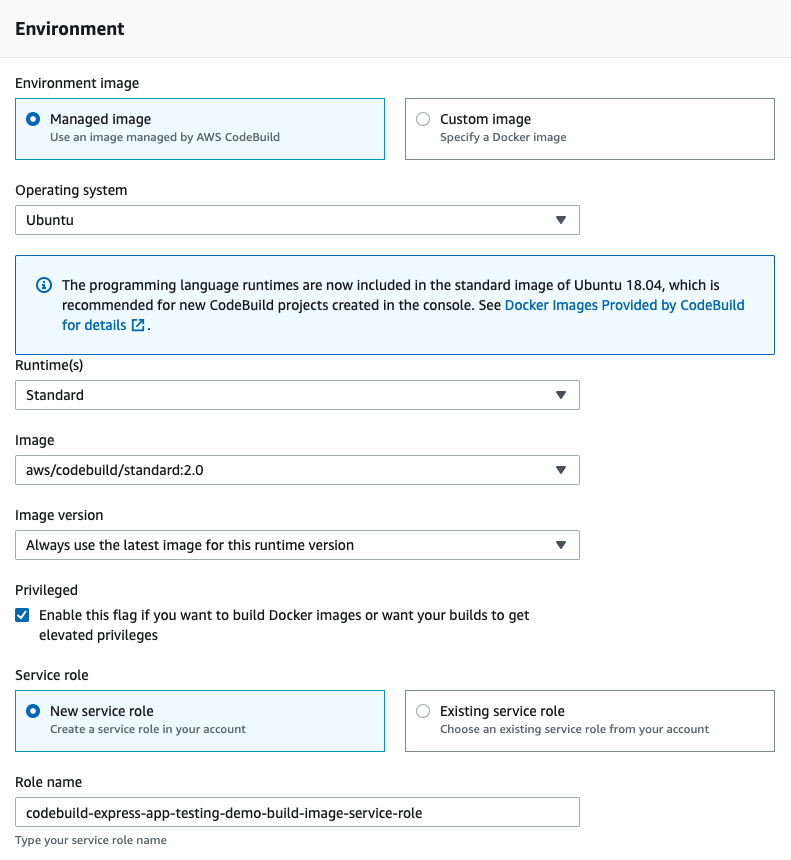 Environment
Environment image
Managed image
Use an image managed by AWS CodeBuild
Custom image
Specify a Docker image
Operating system
Ubuntu
The programming language runtimes are now included in the standard image of Ubuntu 18.04, which is
recommended for new CodeBuild projects created in the console. See Docker Images Provided by CodeBuild
for details .
Runtime(s)
Standard
Image
aws/codebuild/standard:2.0
Image version
Always use the latest image for this runtime version
Privileged
Enable this flag if you want to build Docker images or want your builds to get
elevated privileges
Service role
New service role
Create a service role in your account
Existing service role
Choose an existing service role from your account
Role name
codebuild-express-app-testing-demo-build-image-service-role
Type your service role name